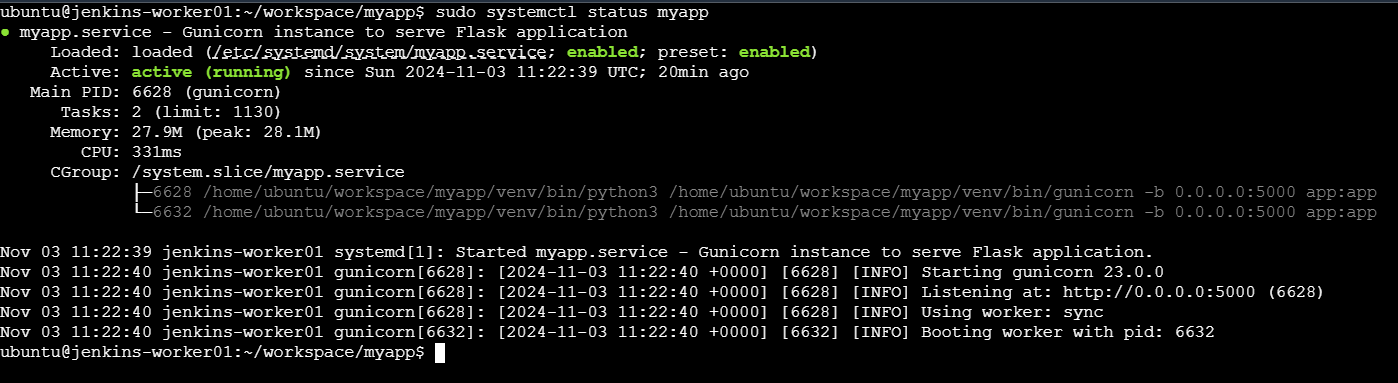 ubuntu@jenkins-worker01:~/workspace/myapp$ sudo systemctl status myapp
● myapp.service - Gunicorn instance to serve Flask application
     Loaded: loaded (/etc/systemd/system/myapp.service; enabled; preset: enabled)
     Active: active (running) since Sun 2024-11-03 11:22:39 UTC; 20min ago
   Main PID: 6628 (gunicorn)
      Tasks: 2 (limit: 1130)
     Memory: 27.9M (peak: 28.1M)
        CPU: 331ms
     CGroup: /system.slice/myapp.service
             ├─6628 /home/ubuntu/workspace/myapp/venv/bin/python3 /home/ubuntu/workspace/myapp/venv/bin/gunicorn -b 0.0.0.0:5000 app:app
             └─6632 /home/ubuntu/workspace/myapp/venv/bin/python3 /home/ubuntu/workspace/myapp/venv/bin/gunicorn -b 0.0.0.0:5000 app:app

Nov 03 11:22:39 jenkins-worker01 systemd[1]: Started myapp.service - Gunicorn instance to serve Flask application.
Nov 03 11:22:40 jenkins-worker01 gunicorn[6628]: [2024-11-03 11:22:40 +0000] [6628] [INFO] Starting gunicorn 23.0.0
Nov 03 11:22:40 jenkins-worker01 gunicorn[6628]: [2024-11-03 11:22:40 +0000] [6628] [INFO] Listening at: http://0.0.0.0:5000 (6628)
Nov 03 11:22:40 jenkins-worker01 gunicorn[6628]: [2024-11-03 11:22:40 +0000] [6628] [INFO] Using worker: sync
Nov 03 11:22:40 jenkins-worker01 gunicorn[6632]: [2024-11-03 11:22:40 +0000] [6632] [INFO] Booting worker with pid: 6632
ubuntu@jenkins-worker01:~/workspace/myapp$